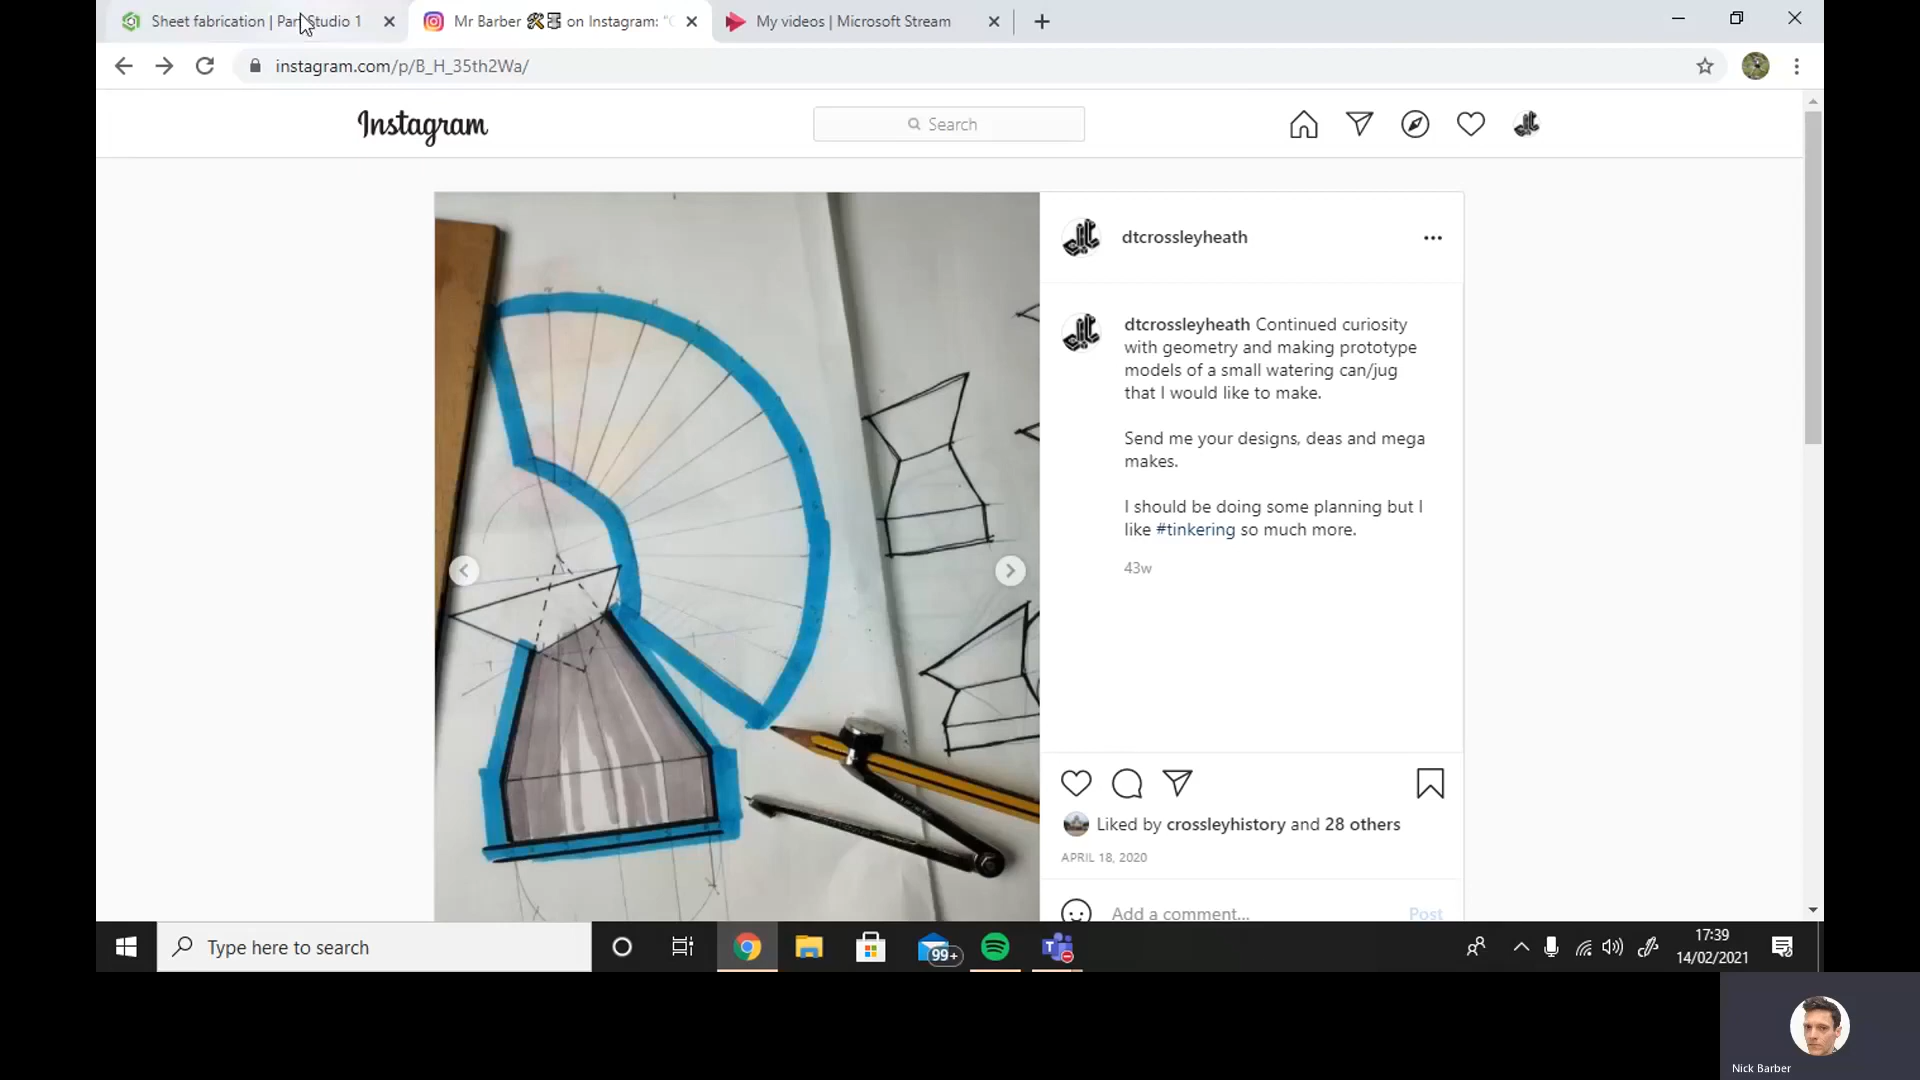 Sheet fabrication | Part Studio 1
Mr Barber 🛠 on Instagram: "C
My videos | Microsoft Stream
instagram.com/p/B_H_35th2Wa/
Instagram
Search
dtcrossleyheath
dtcrossleyheath Continued curiosity
with geometry and making prototype
models of a small watering can/jug
that I would like to make.
Send me your designs, deas and mega
makes.
I should be doing some planning but I
like #tinkering so much more.
43w
Liked by crossleyhistory and 28 others
APRIL 18, 2020
Add a comment...
Post
Type here to search
99+
17:39
14/02/2021
Nick Barber